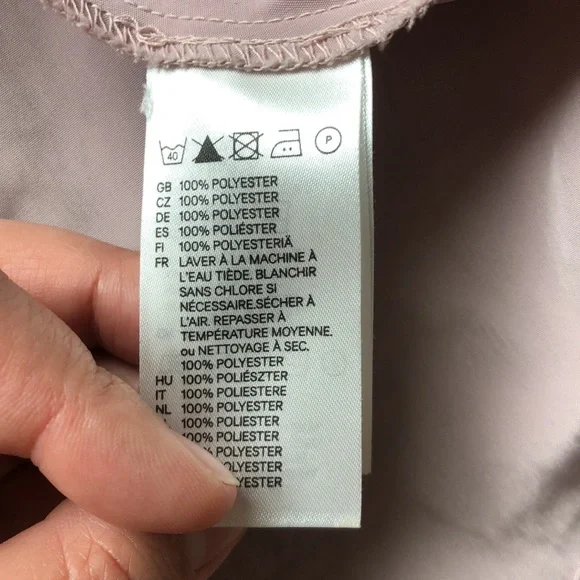 40
P
GB 100% POLYESTER
CZ 100% POLYESTER
DE 100% POLYESTER
ES 100% POLIÉSTER
FI 100% POLYESTERIÄ
FR LAVER À LA MACHINE À
L'EAU TIÈDE. BLANCHIR
SANS CHLORE SI
NÉCESSAIRE.SÉCHER À
L'AIR. REPASSER À
TEMPÉRATURE MOYENNE.
ou NETTOYAGE À SEC.
100% POLYESTER
HU 100% POLIÉSZTER
IT 100% POLIESTERE
NL 100% POLYESTER
100% POLIESTER
100% POLIESTER
POLYESTER